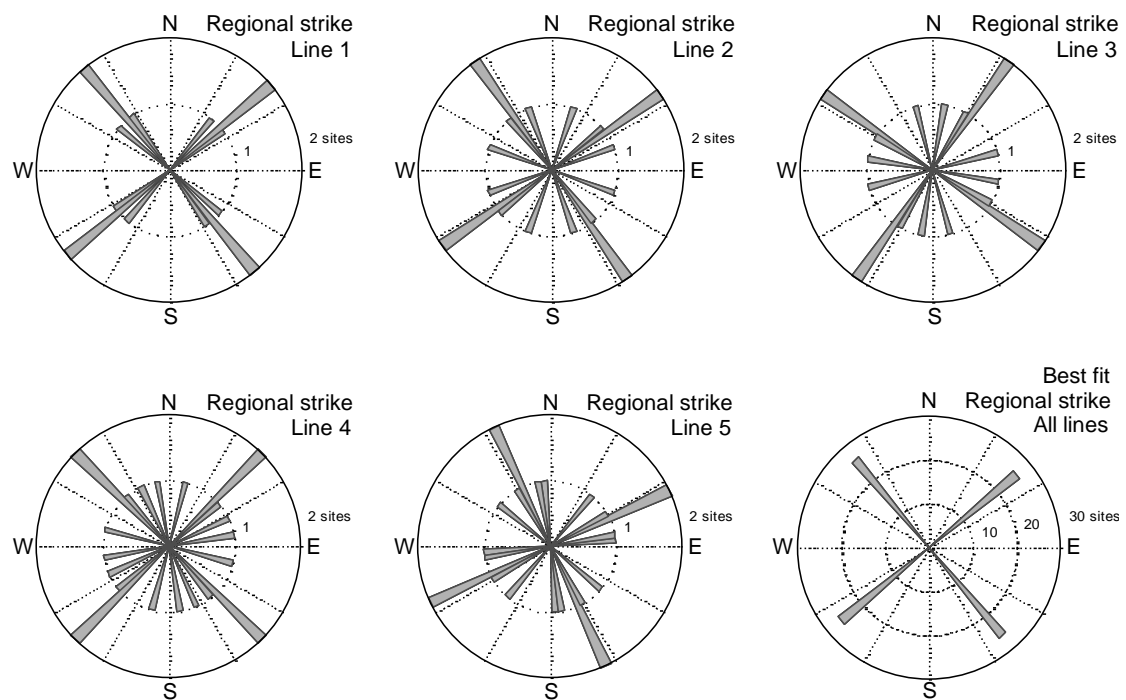 N
Regional strike
Line 1
2 sites
1
W
E
S
N
Regional strike
Line 2
2 sites
1
W
E
S
N
Regional strike
Line 3
2 sites
1
W
E
S
N
Regional strike
Line 4
2 sites
1
W
E
S
N
Regional strike
Line 5
2 sites
1
W
E
S
Best fit
Regional strike
All lines
N
10
20
30 sites
W
E
S